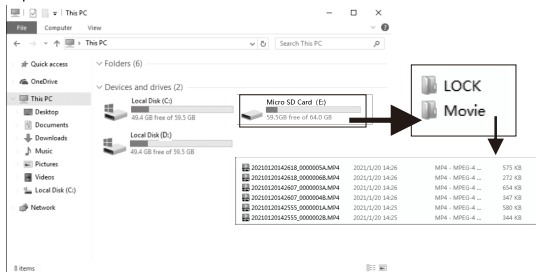 This PC
File Computer View
This PC
Search This PC
Quick access
OneDrive
This PC
Desktop
Documents
Downloads
Music
Pictures
Videos
Local Disk (C:)
Network
Folders (6)
Devices and drives (2)
Local Disk (C:)
49.4 GB free of 59.5 GB
Micro SD Card (E:)
59.5GB free of 64.0 GB
Local Disk (D:)
49.4 GB free of 59.5 GB
LOCK
Movie
20210120142618_0000005A.MP4 2021/1/20 14:26 MP4 - MPEG-4 ... 575 KB
20210120142618_0000006B.MP4 2021/1/20 14:26 MP4 - MPEG-4 ... 272 KB
20210120142607_0000003A.MP4 2021/1/20 14:26 MP4 - MPEG-4 ... 654 KB
20210120142607_0000004B.MP4 2021/1/20 14:26 MP4 - MPEG-4 ... 347 KB
20210120142555_0000001A.MP4 2021/1/20 14:25 MP4 - MPEG-4 ... 580 KB
20210120142555_0000002B.MP4 2021/1/20 14:25 MP4 - MPEG-4 ... 344 KB
8 items